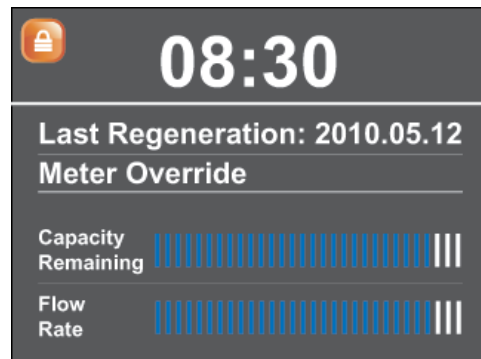 08:30
Last Regeneration: 2010.05.12
Meter Override
Capacity
Remaining
Flow
Rate